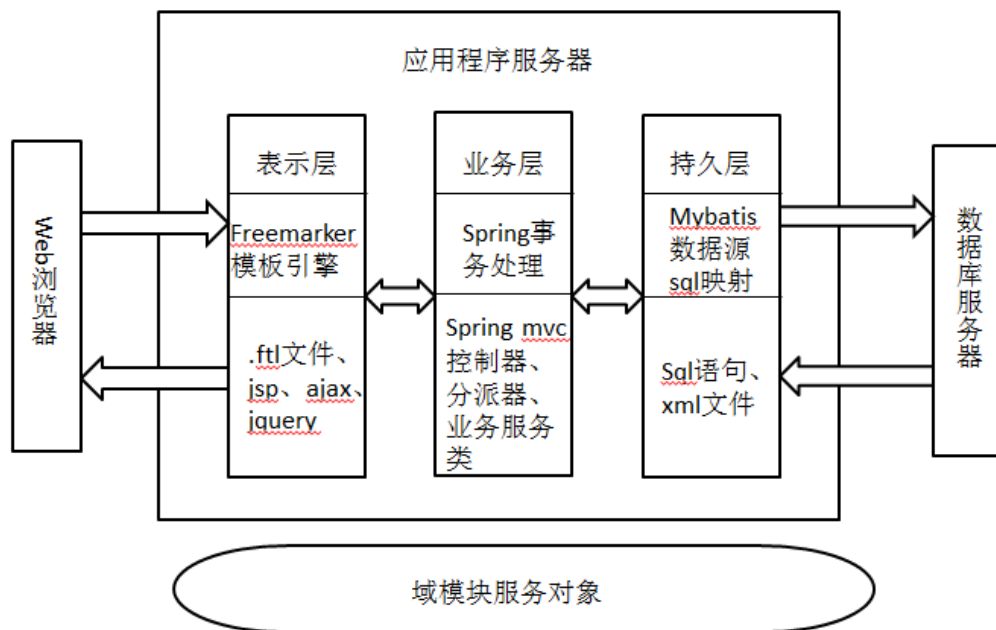 应用程序服务器
Web浏览器
表示层
Freemarker
模板引擎
.ftl文件、
jsp、ajax、
jquery
业务层
Spring事
务处理
Spring mvc
控制器、
分派器、
业务服务
类
持久层
Mybatis
数据源
sql映射
Sql语句、
xml文件
数据库服务器
域模块服务对象